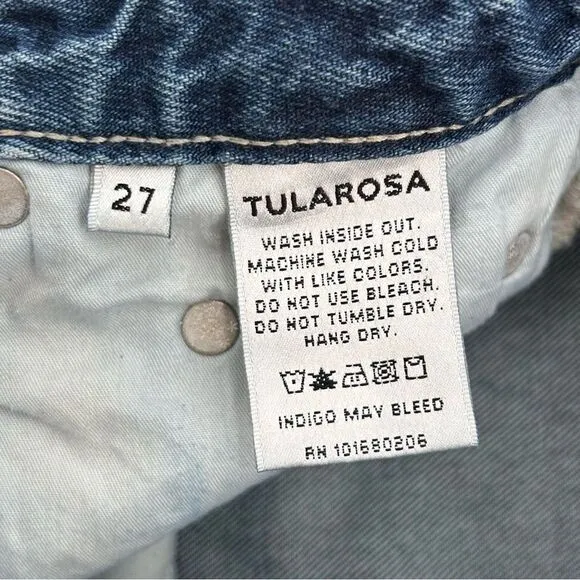 27
TULAROSA
WASH INSIDE OUT.
MACHINE WASH COLD
WITH LIKE COLORS.
DO NOT USE BLEACH.
DO NOT TUMBLE DRY.
HANG DRY.
INDIGO MAY BLEED
RN 101680206